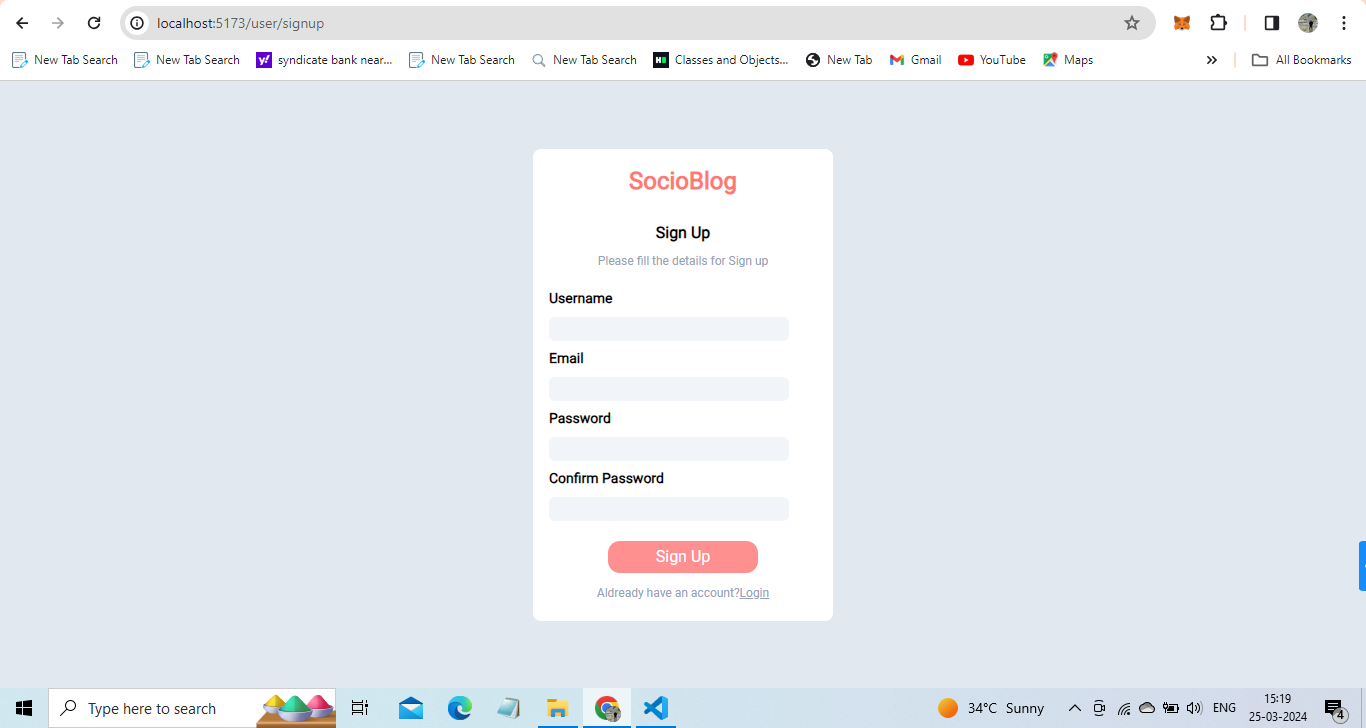 localhost:5173/user/signup
New Tab Search New Tab Search syndicate bank near... New Tab Search New Tab Search Classes and Objects... New Tab Gmail YouTube Maps » All Bookmarks
SocioBlog
Sign Up
Please fill the details for Sign up
Username
Email
Password
Confirm Password
Sign Up
Aldready have an account?Login
Type here to search
34°C Sunny
ENG
15:19
25-03-2024
4